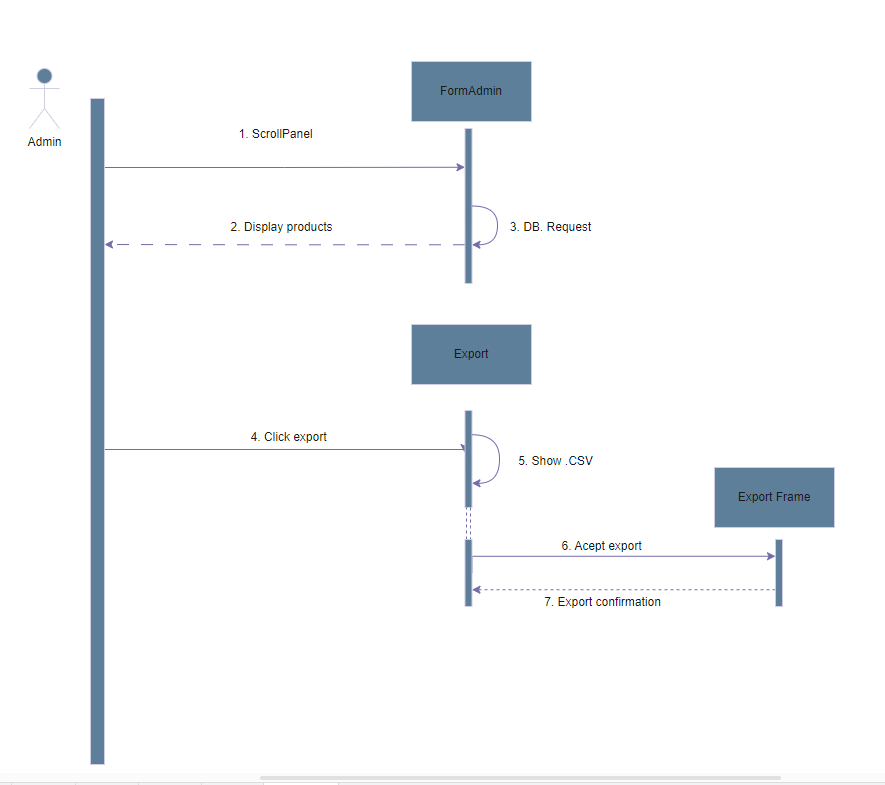 FormAdmin
Admin
1. ScrollPanel
2. Display products
3. DB. Request
Export
4. Click export
5. Show .CSV
Export Frame
6. Acept export
7. Export confirmation